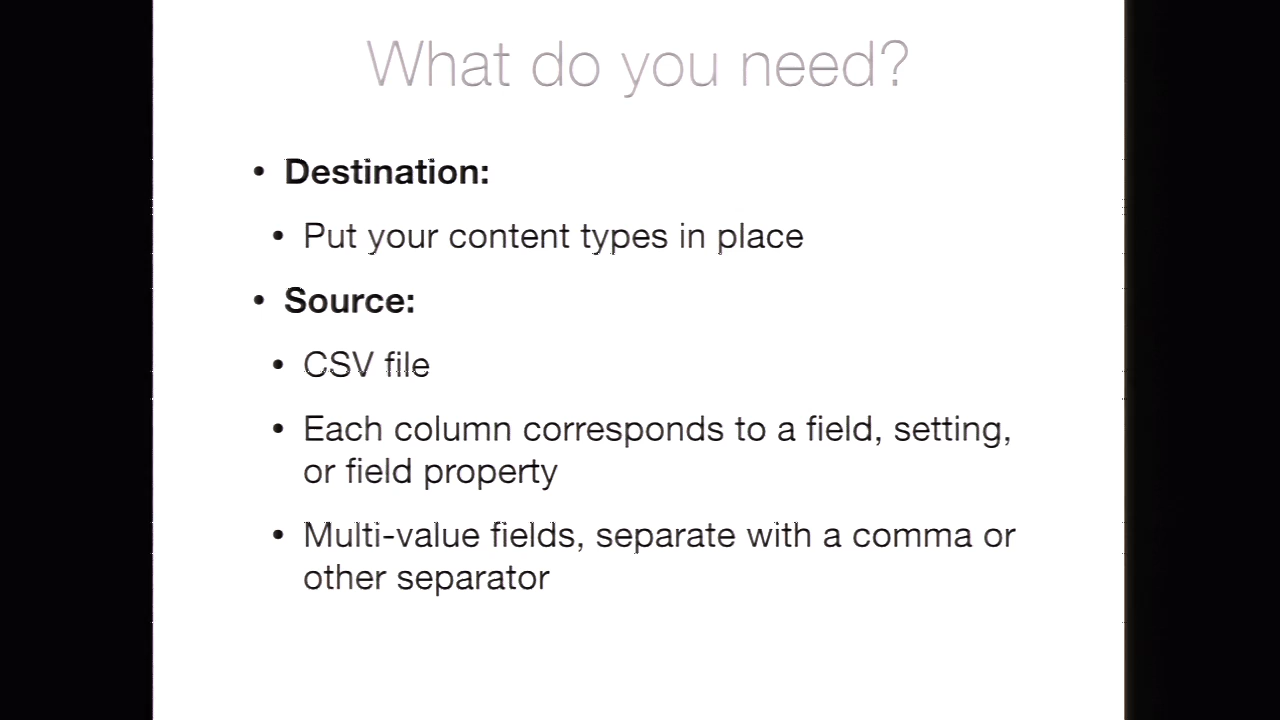 What do you need?
• Destination:
• Put your content types in place
• Source:
• CSV file
• Each column corresponds to a field, setting,
or field property
• Multi-value fields, separate with a comma or
other separator